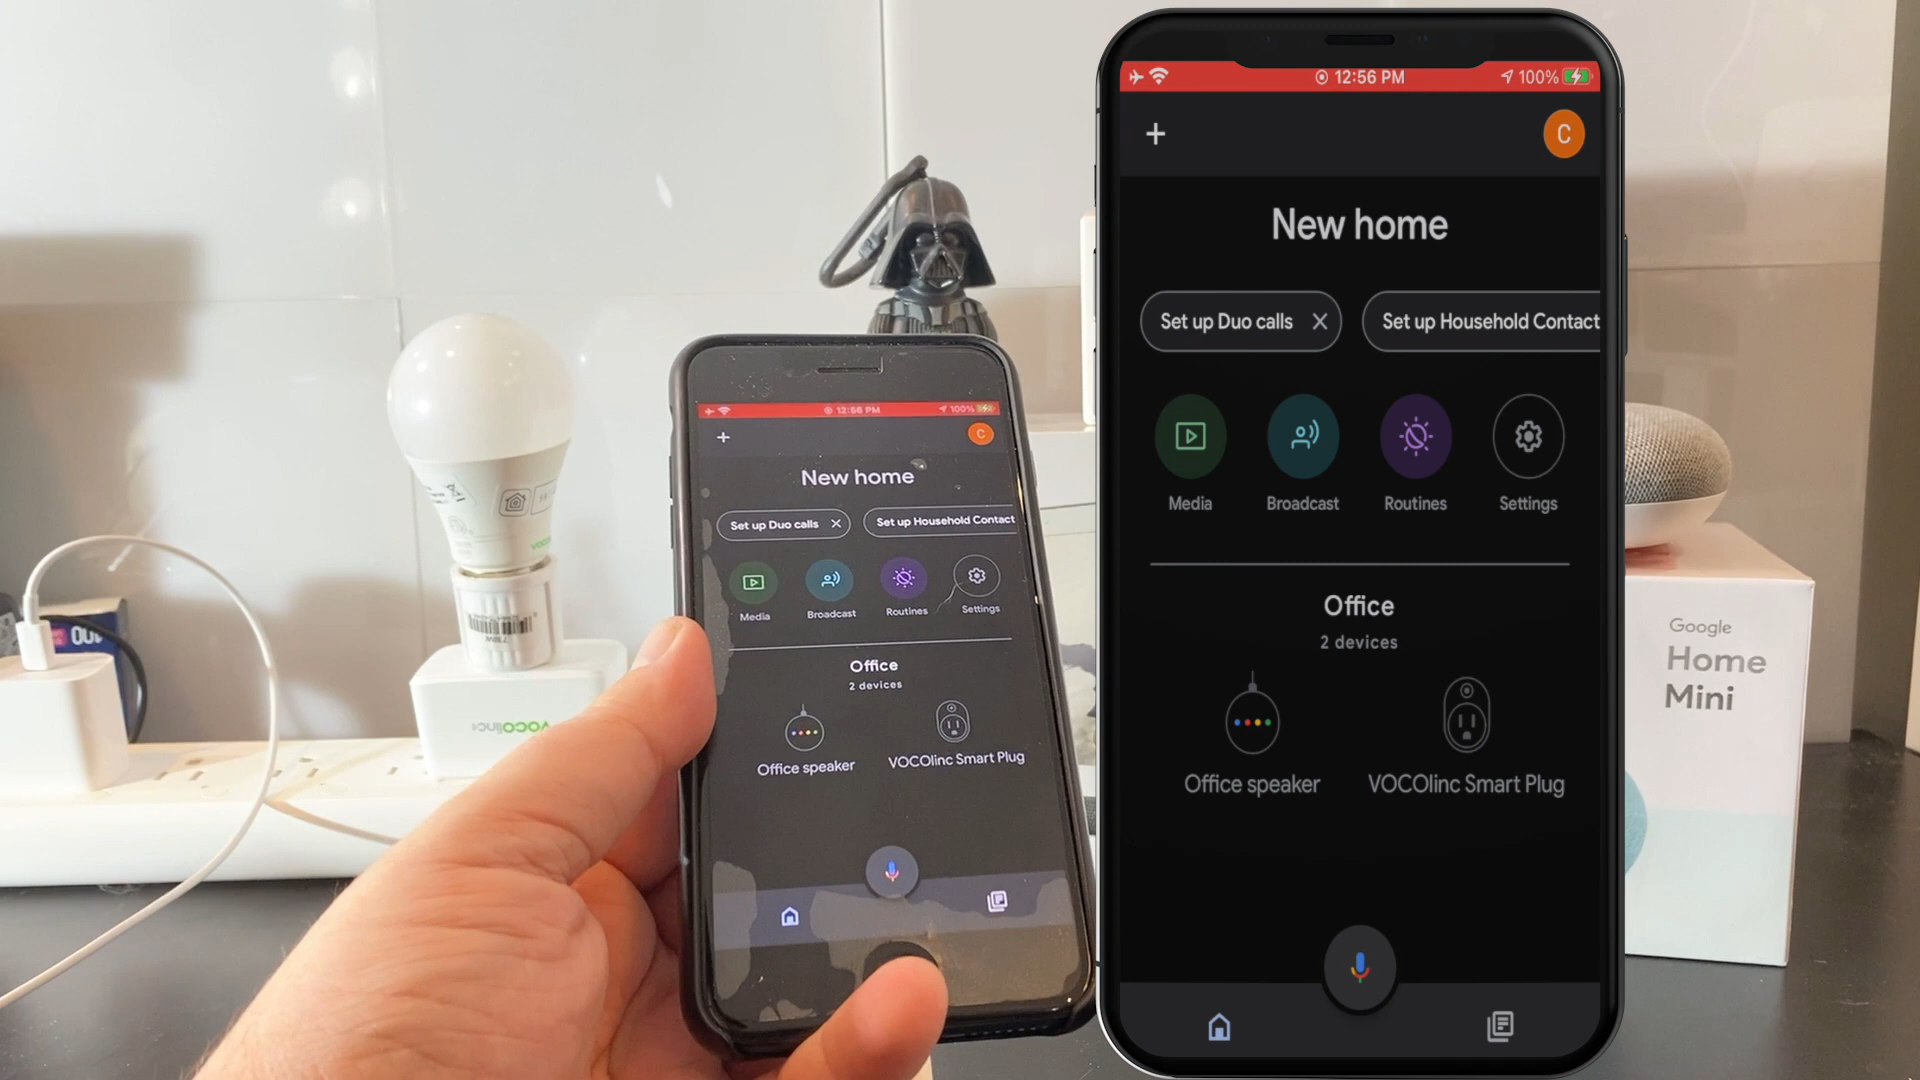 12:56 PM
100%
+
C
New home
Set up Duo calls X
Set up Household Contact
Media
Broadcast
Routines
Settings
Office
2 devices
Office speaker
VOCOlinc Smart Plug
12:56 PM
100%
+
C
New home
Set up Duo calls X
Set up Household Contact
Media
Broadcast
Routines
Settings
Office
2 devices
Office speaker
VOCOlinc Smart Plug
VOCOlinc
Google
Home
Mini